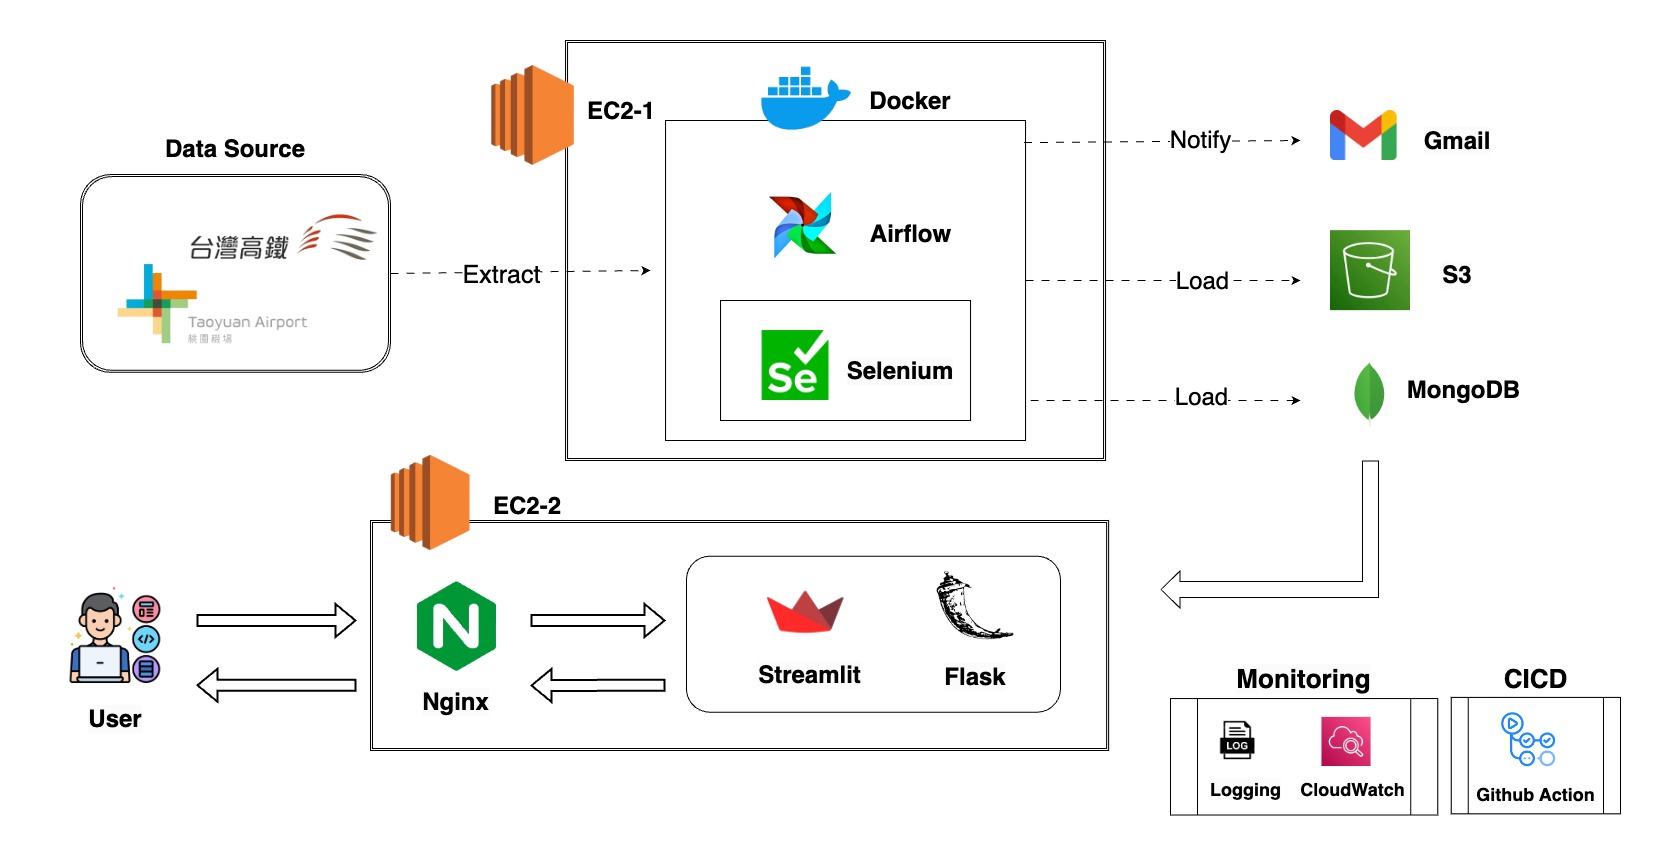 EC2-1
Docker
Data Source
台灣高鐵
Taoyuan Airport
桃園機場
Extract
Airflow
Se
Selenium
Notify
Gmail
Load
S3
Load
MongoDB
EC2-2
User
N
Nginx
Streamlit
Flask
Monitoring
LOG
Logging
CloudWatch
CICD
Github Action